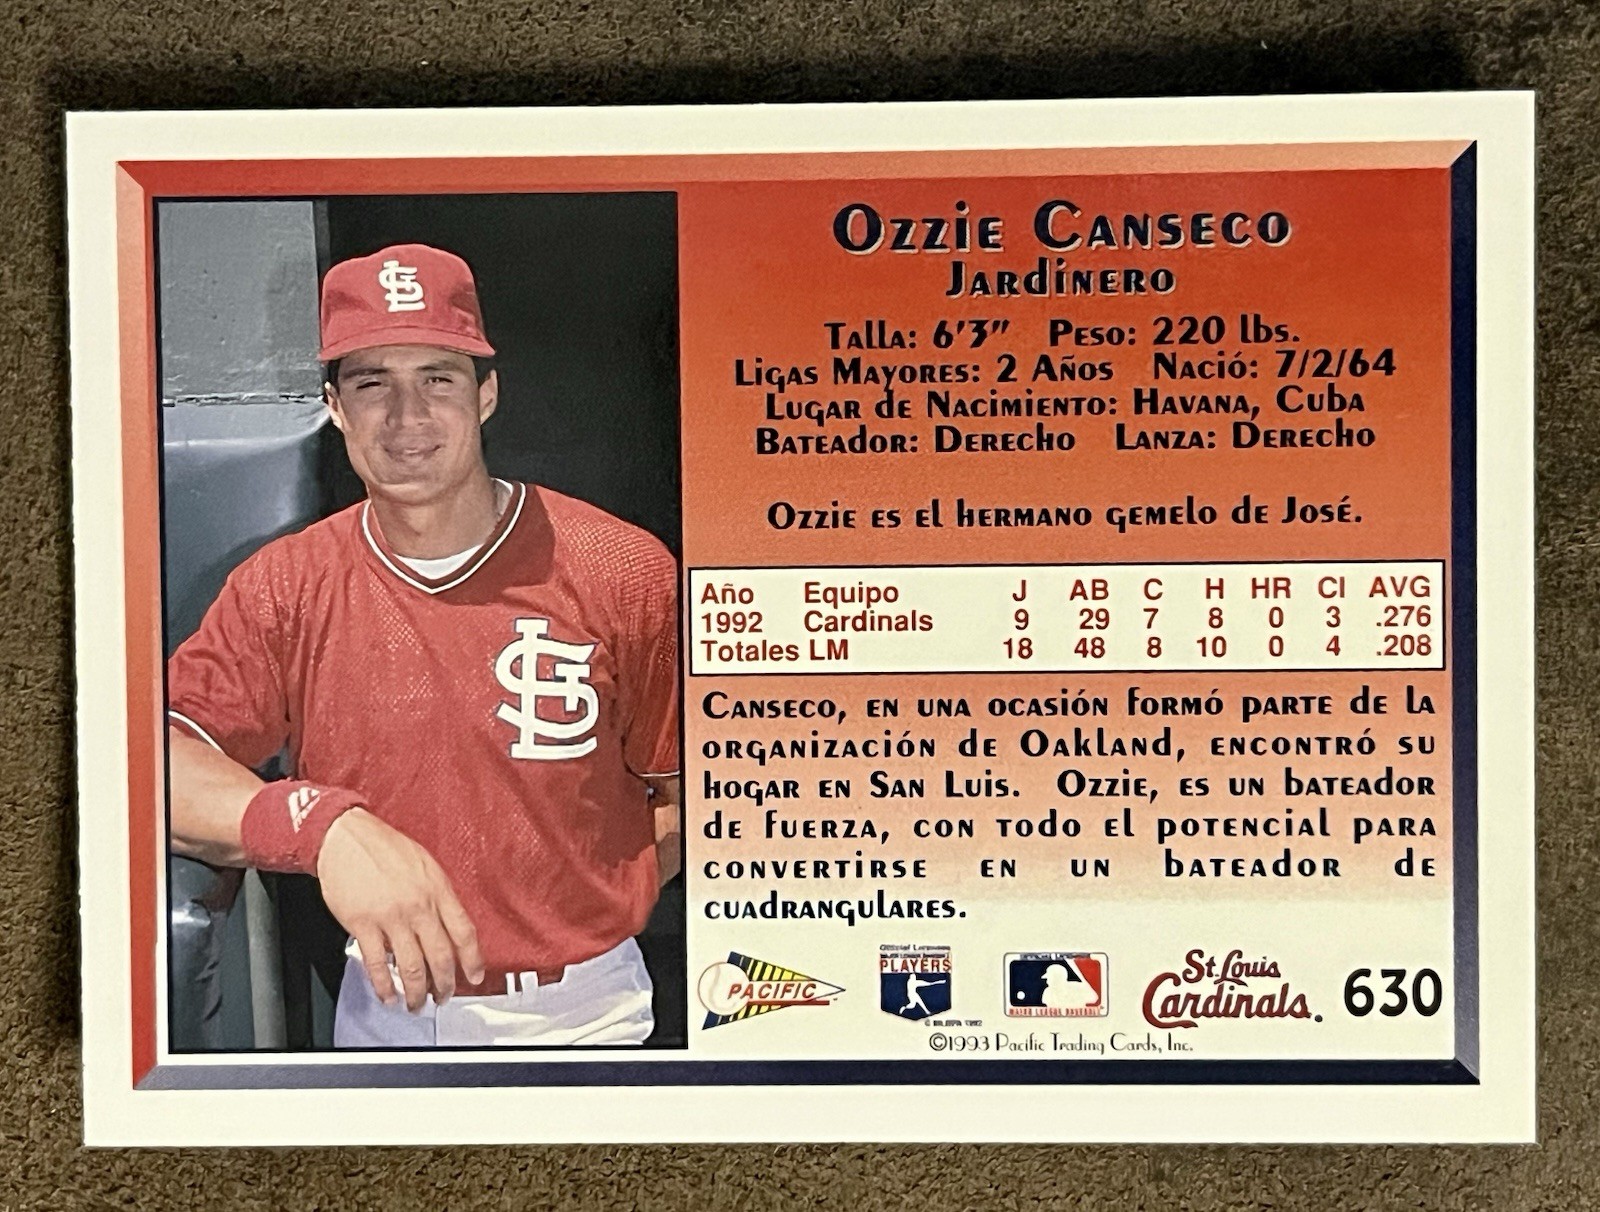 Ozzie Canseco
Jardinero
Talla: 6'3" Peso: 220 lbs.
Ligas Mayores: 2 Años Nació: 7/2/64
Lugar de Nacimiento: Havana, Cuba
Bateador: Derecho Lanza: Derecho
Ozzie es el hermano gemelo de José.
Año Equipo J AB C H HR CI AVG
1992 Cardinals 9 29 7 8 0 3 .276
Totales LM 18 48 8 10 0 4 .208
Canseco, en una ocasión formó parte de la
organización de Oakland, encontró su
hogar en San Luis. Ozzie, es un bateador
de fuerza, con todo el potencial para
convertirse en un bateador de
cuadrangulares.
PACIFIC
PLAYERS
MAJOR LEAGUE BASEBALL
St. Louis
Cardinals.
630
©1993 Pacific Trading Cards, Inc.
STL
STL